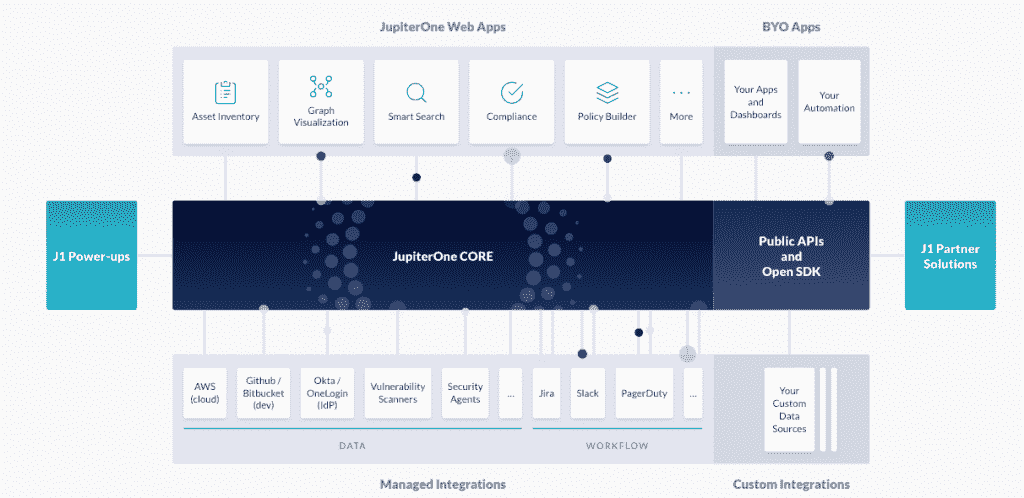 JupiterOne Web Apps
BYO Apps
Asset Inventory
Graph
Visualization
Smart Search
Compliance
Policy Builder
...
More
Your Apps
and
Dashboards
Your
Automation
J1 Power-ups
JupiterOne CORE
Public APIs
and
Open SDK
J1 Partner
Solutions
AWS
(cloud)
Github /
Bitbucket
(dev)
Okta /
OneLogin
(IdP)
Vulnerability
Scanners
Security
Agents
...
Jira
Slack
PagerDuty
...
Your
Custom
Data
Sources
DATA
WORKFLOW
Managed Integrations
Custom Integrations